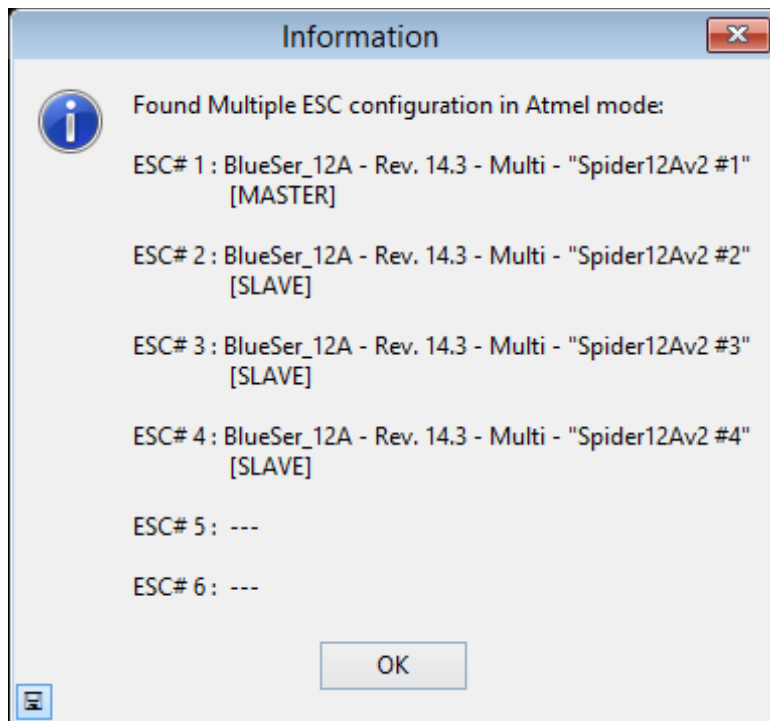 Information
Found Multiple ESC configuration in Atmel mode:
ESC# 1 : BlueSer_12A - Rev. 14.3 - Multi - "Spider12Av2 #1"
[MASTER]
ESC# 2 : BlueSer_12A - Rev. 14.3 - Multi - "Spider12Av2 #2"
[SLAVE]
ESC# 3 : BlueSer_12A - Rev. 14.3 - Multi - "Spider12Av2 #3"
[SLAVE]
ESC# 4 : BlueSer_12A - Rev. 14.3 - Multi - "Spider12Av2 #4"
[SLAVE]
ESC# 5 : ---
ESC# 6 : ---
OK